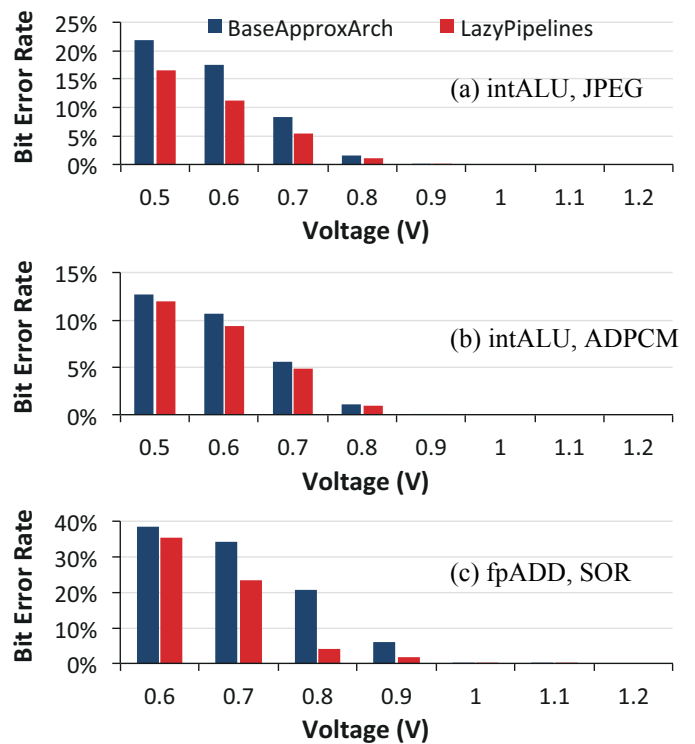 BaseApproxArch LazyPipelines
25%
20%
15%
10%
5%
0%
Bit Error Rate
(a) intALU, JPEG
0.5 0.6 0.7 0.8 0.9 1 1.1 1.2
Voltage (V)
15%
10%
5%
0%
Bit Error Rate
(b) intALU, ADPCM
0.5 0.6 0.7 0.8 0.9 1 1.1 1.2
Voltage (V)
40%
30%
20%
10%
0%
Bit Error Rate
(c) fpADD, SOR
0.6 0.7 0.8 0.9 1 1.1 1.2
Voltage (V)